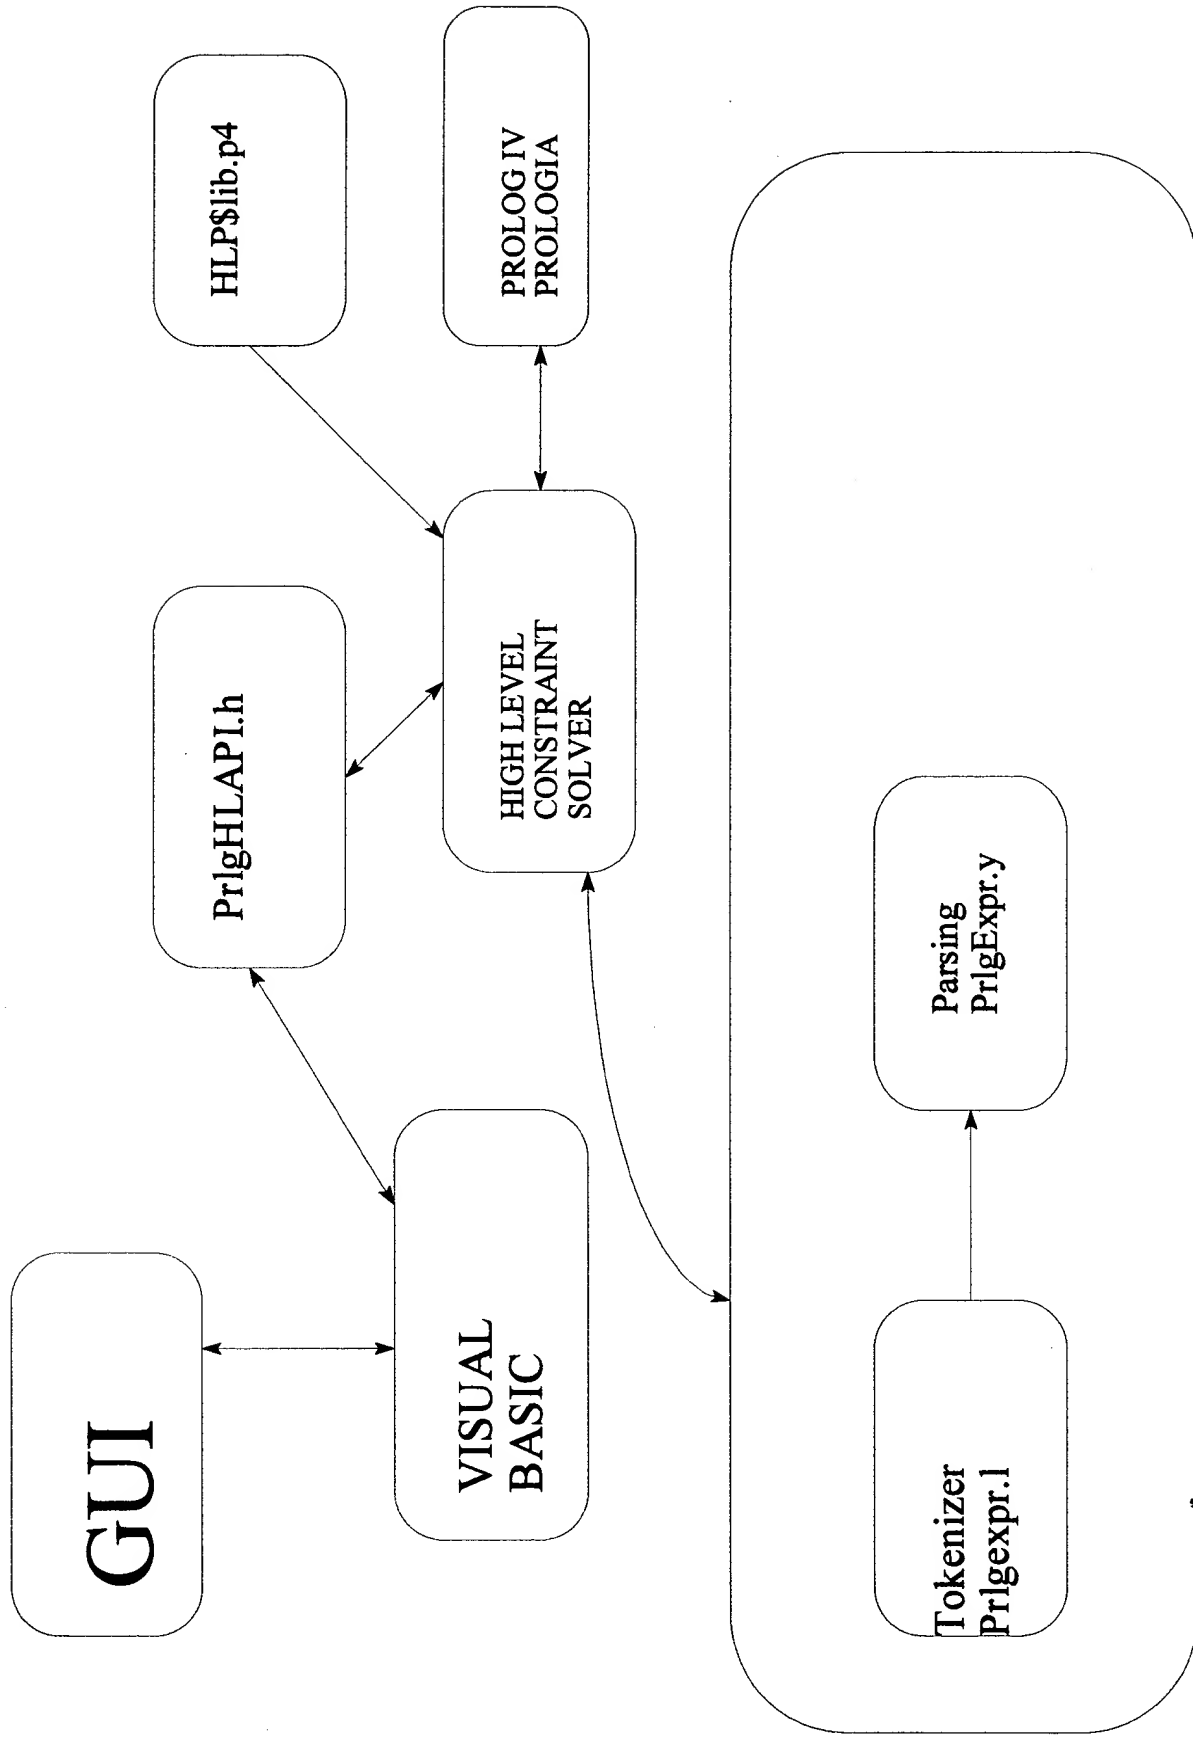 GUI
PrlgHLAPI.h
HLP$lib.p4
VISUAL
BASIC
HIGH LEVEL
CONSTRAINT
SOLVER
PROLOG IV
PROLOGIA
Tokenizer
Prlgexpr.l
Parsing
PrlgExpr.y